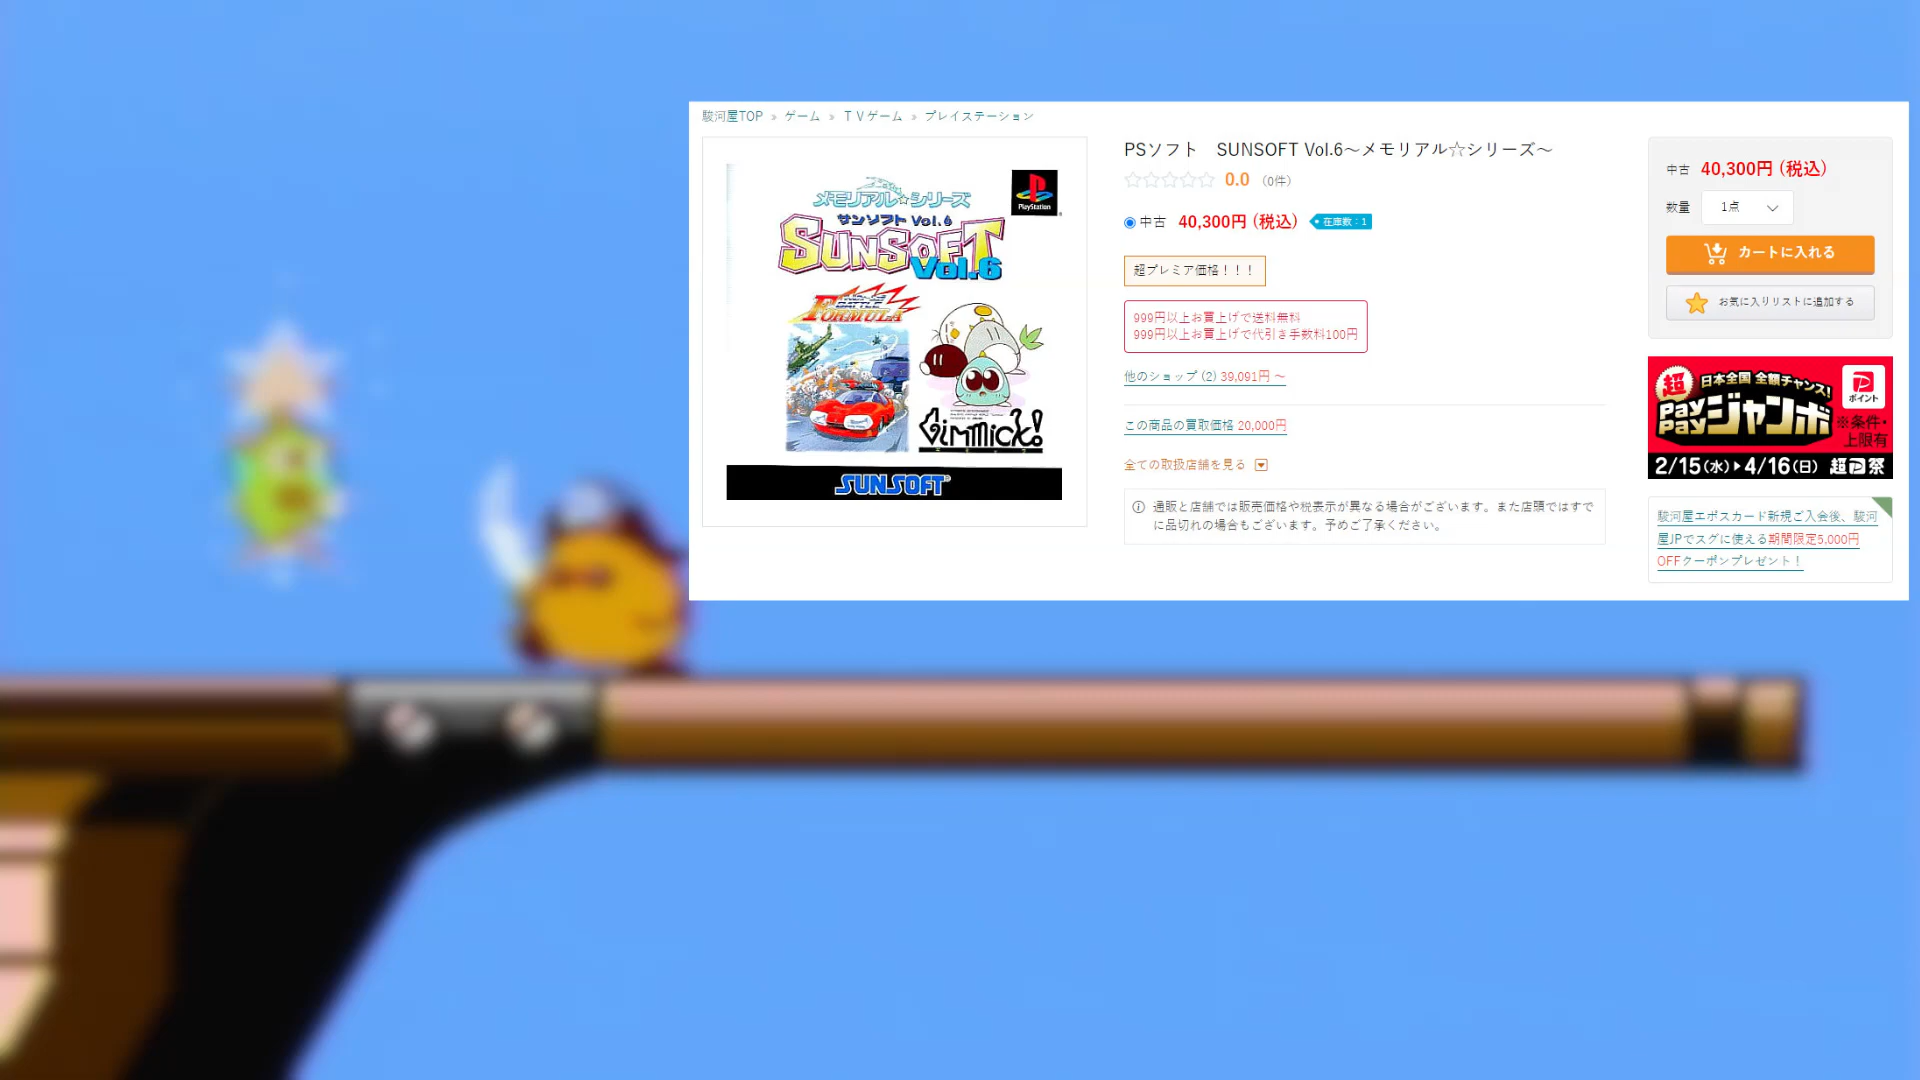 駿河屋TOP » ゲーム » ＴＶゲーム » プレイステーション
メモリアル☆シリーズ
サンソフト Vol.6
SUNSOFT
Vol.6
PlayStation
BATTLE
FORMULA
Gimmick!
SUNSOFT
PSソフト　SUNSOFT Vol.6～メモリアル☆シリーズ～
0.0 (0件)
中古 40,300円 (税込) 在庫数：1
超プレミア価格！！！
999円以上お買上げで送料無料
999円以上お買上げで代引き手数料100円
他のショップ (2) 39,091円 ～
この商品の買取価格 20,000円
全ての取扱店舗を見る
通販と店舗では販売価格や税表示が異なる場合がございます。また店頭ではすで
に品切れの場合もございます。予めご了承ください。
中古 40,300円 (税込)
数量 1点
カートに入れる
お気に入りリストに追加する
超 日本全国 全額チャンス!
PayPayジャンボ
ポイント
※条件・
上限有
2/15(水)▶4/16(日) 超P祭
駿河屋エポスカード新規ご入会後、駿河
屋JPでスグに使える期間限定5,000円
OFFクーポンプレゼント！